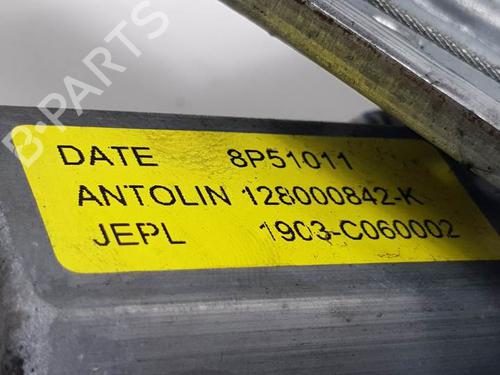 B-PARTS
DATE 8P51011
ANTOLIN 128000842-K
JEPL 1903-C060002